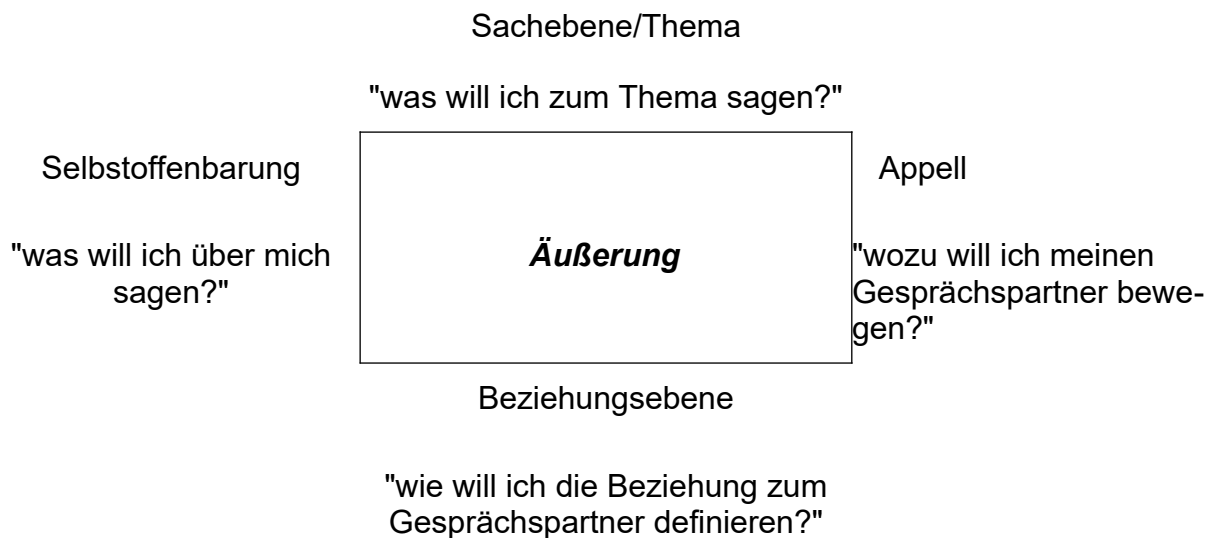 Sachebene/Thema
"was will ich zum Thema sagen?"
Selbstoffenbarung
"was will ich über mich
sagen?"
Äußerung
Appell
"wozu will ich meinen
Gesprächspartner bewe-
gen?"
Beziehungsebene
"wie will ich die Beziehung zum
Gesprächspartner definieren?"